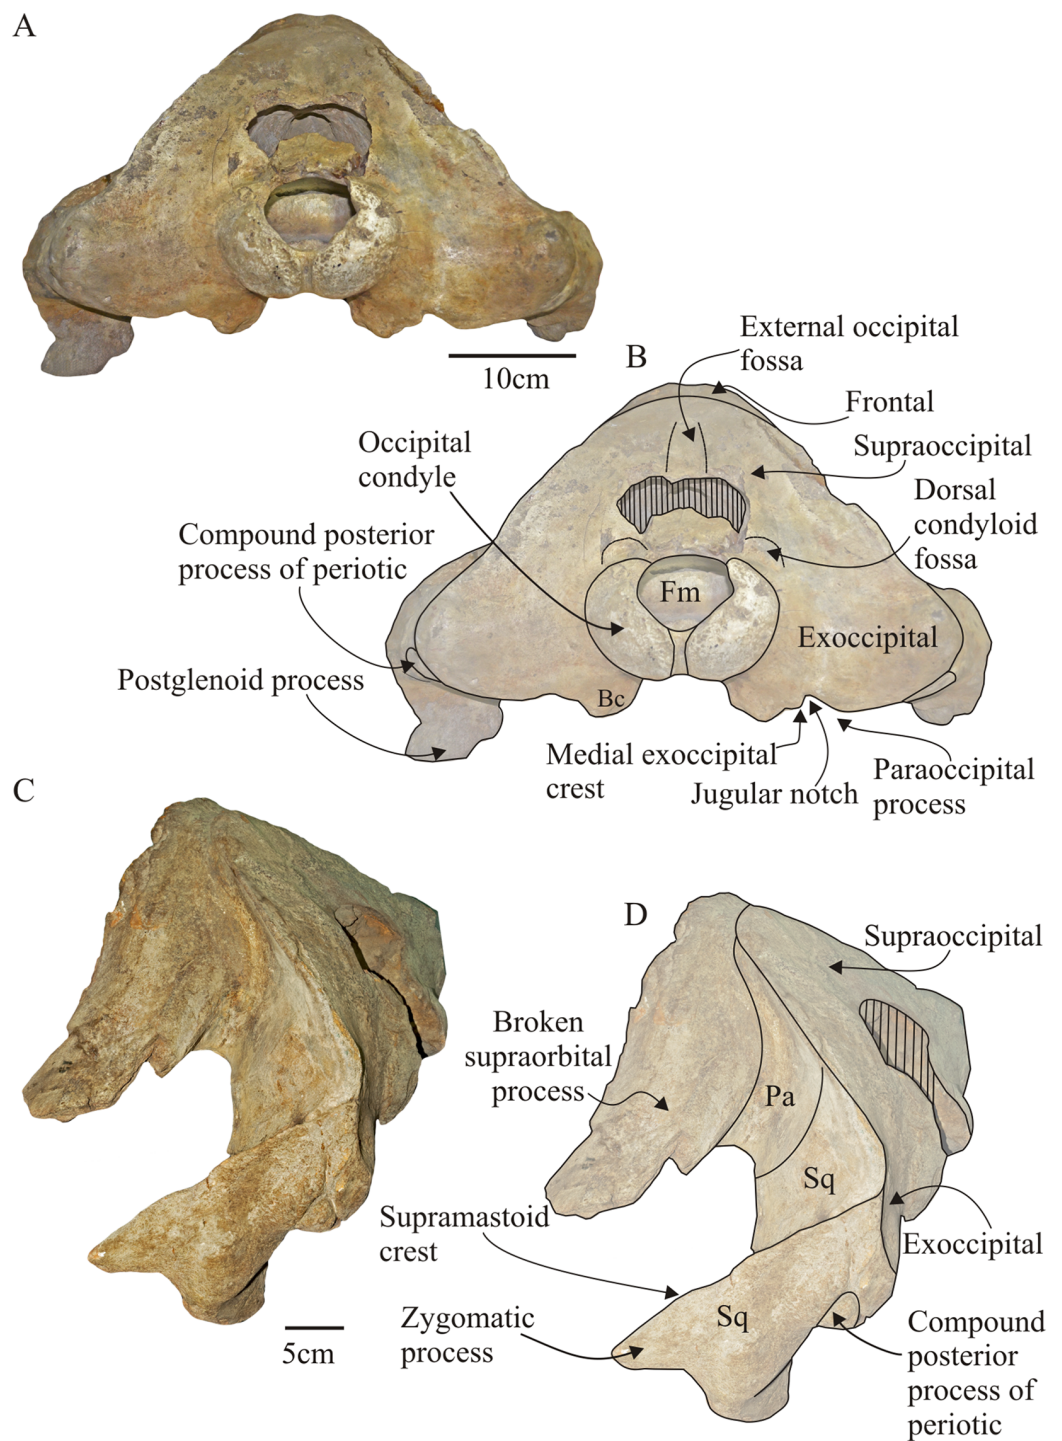 A
10cm
B
External occipital
fossa
Frontal
Occipital
condyle
Supraoccipital
Dorsal
condyloid
fossa
Compound posterior
process of periotic
Fm
Exoccipital
Postglenoid process
Bc
Medial exoccipital
crest
Jugular notch
Paraoccipital
process
C
D
Supraoccipital
Broken
supraorbital
process
Pa
Sq
Supramastoid
crest
Exoccipital
Zygomatic
process
Sq
Compound
posterior
process of
periotic
5cm